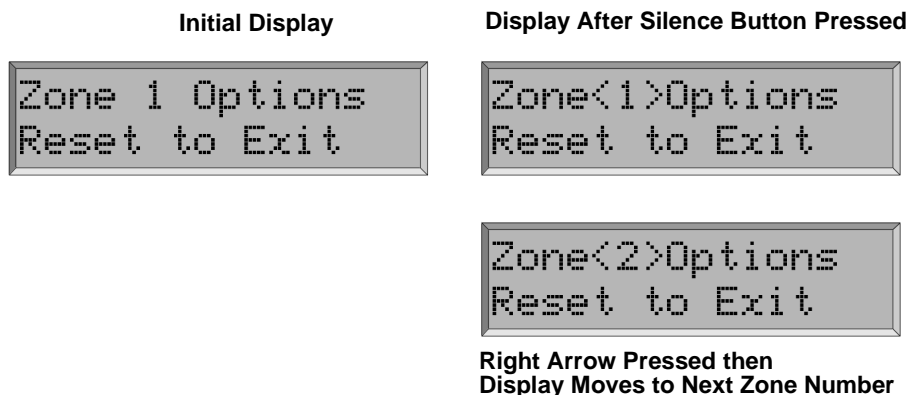 Initial Display
Display After Silence Button Pressed
Zone 1 Options
Reset to Exit
Zone<1>Options
Reset to Exit
Zone<2>Options
Reset to Exit
Right Arrow Pressed then
Display Moves to Next Zone Number